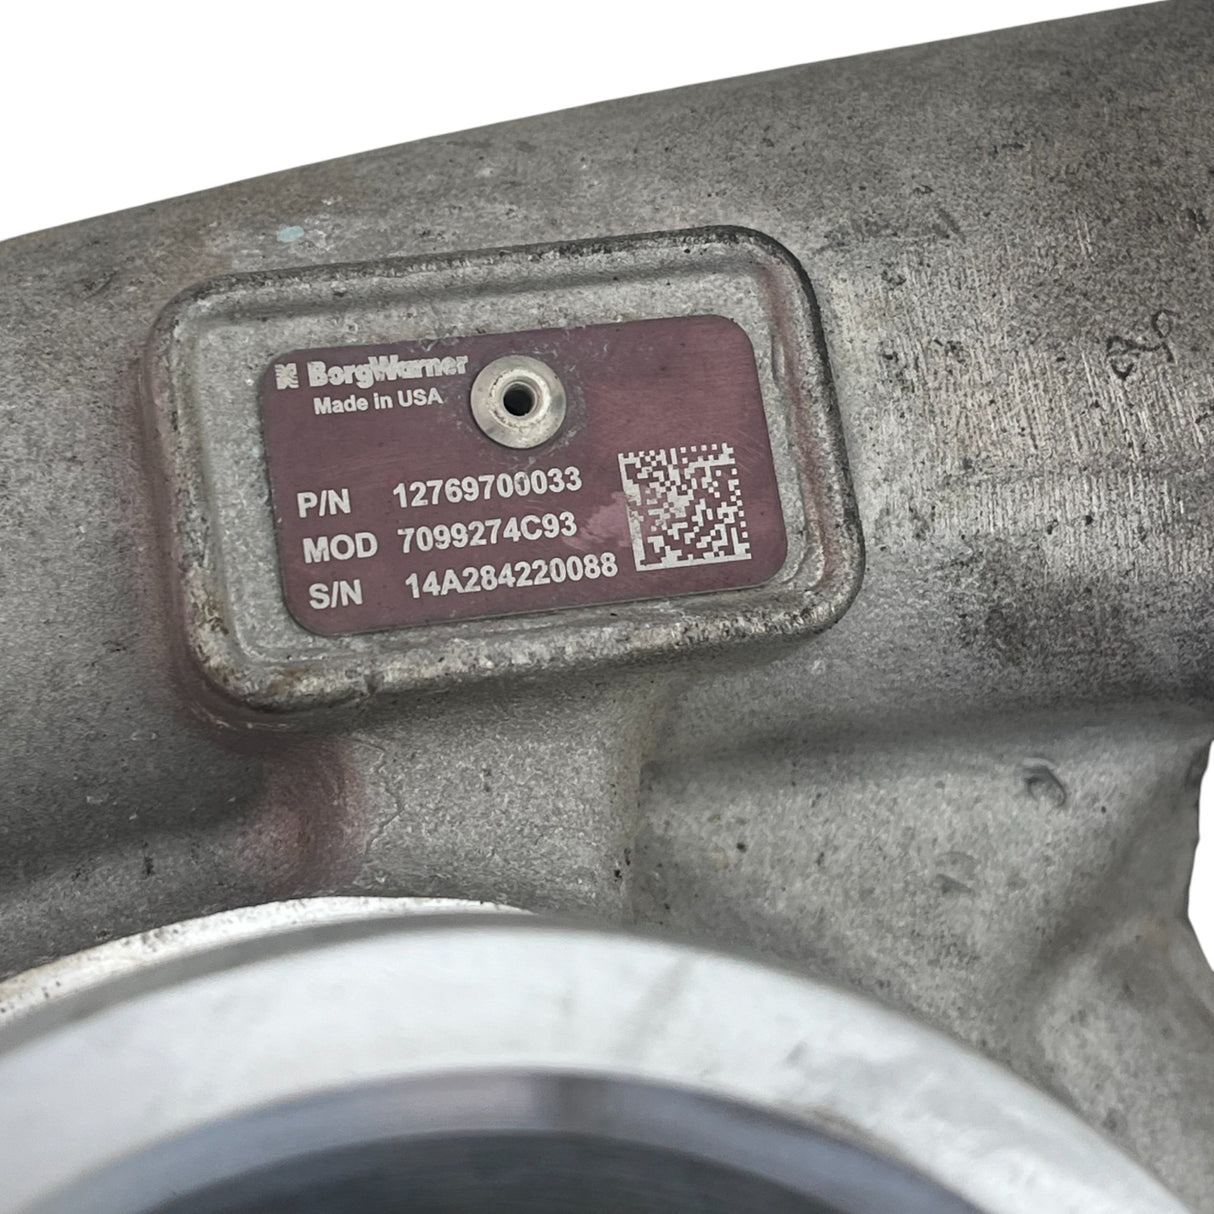 BorgWarner
Made in USA
P/N 12769700033
MOD 7099274C93
S/N 14A284220088